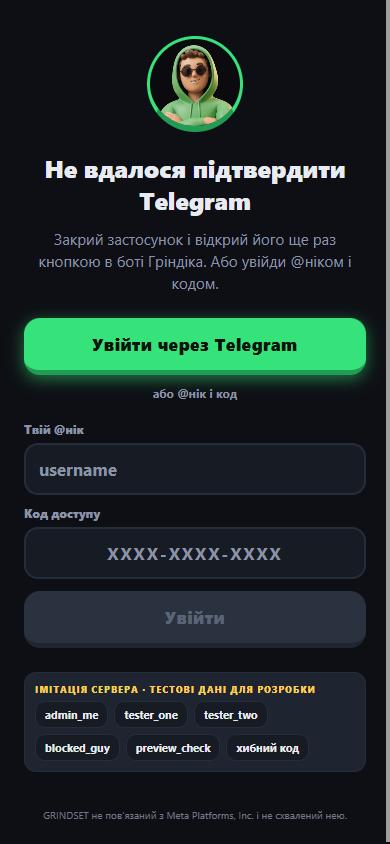 Не вдалося підтвердити
Telegram
Закрий застосунок і відкрий його ще раз
кнопкою в боті Гріндіка. Або увійди @ніком і
кодом.
Увійти через Telegram
або @нік і код
Твій @нік
username
Код доступу
XXXX-XXXX-XXXX
Увійти
ІМІТАЦІЯ СЕРВЕРА · ТЕСТОВІ ДАНІ ДЛЯ РОЗРОБКИ
admin_me tester_one tester_two
blocked_guy preview_check хибний код
GRINDSET не пов'язаний з Meta Platforms, Inc. і не схвалений нею.